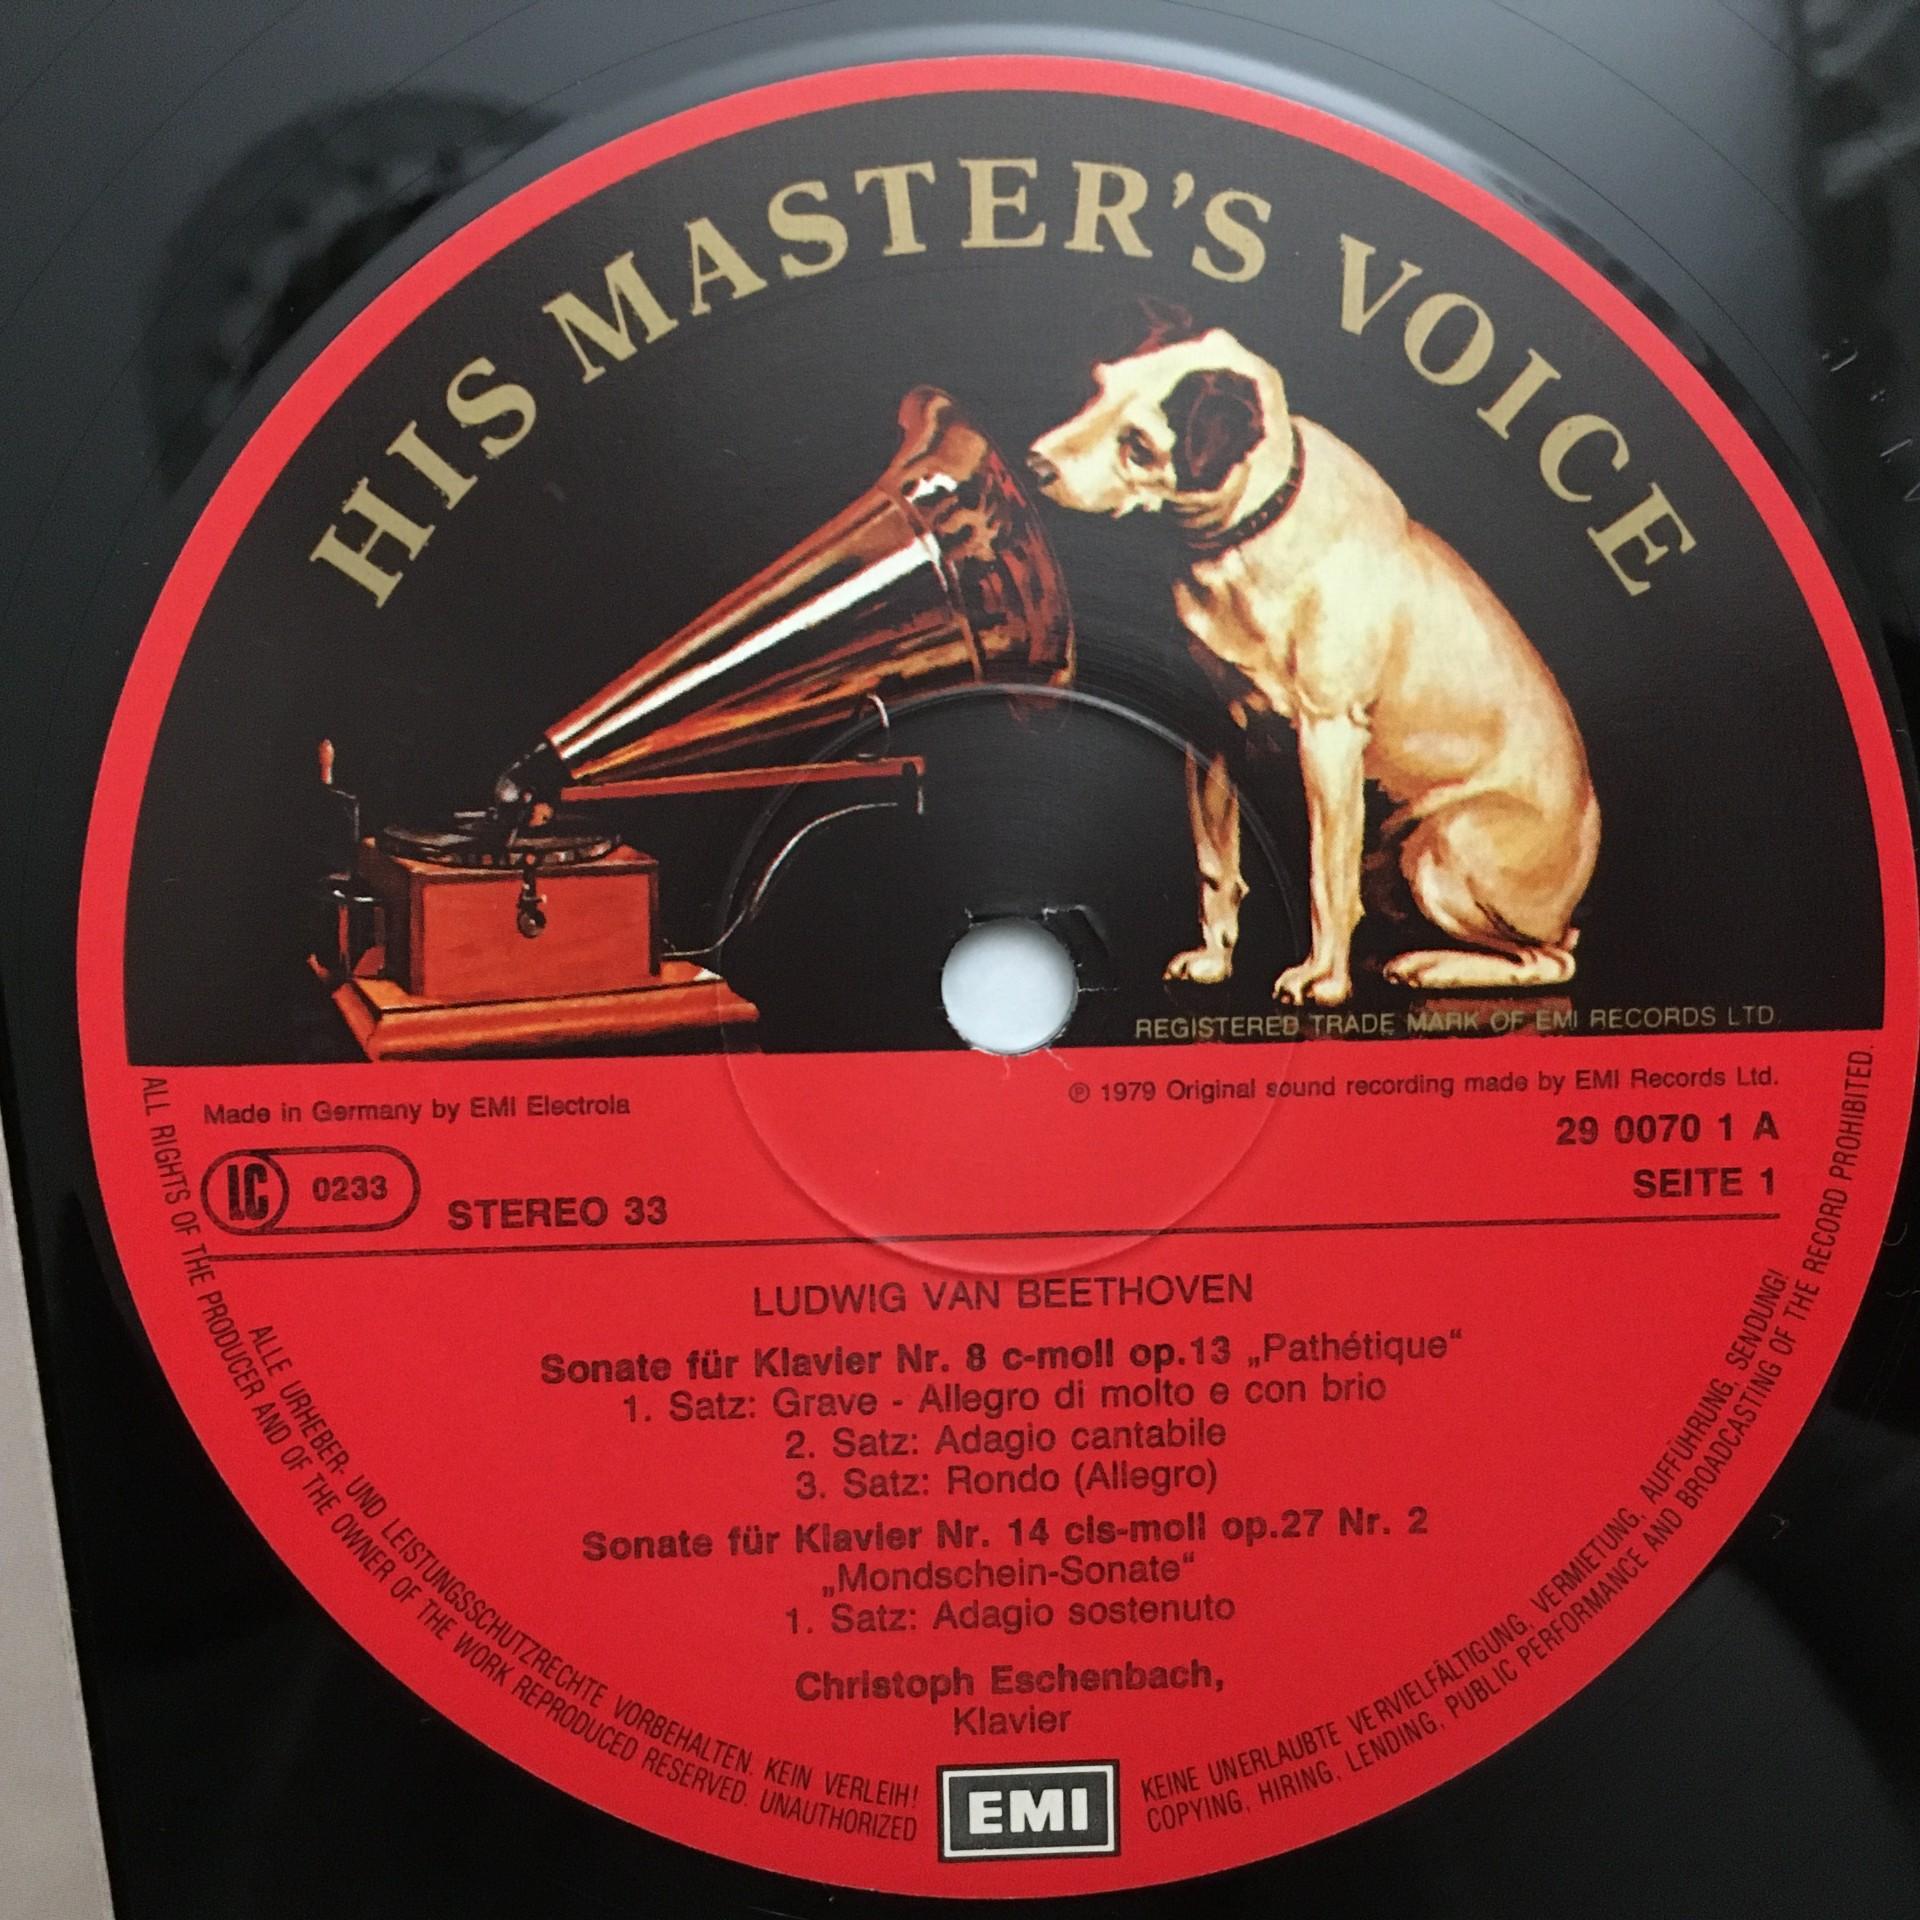 HIS MASTER'S VOICE
REGISTERED TRADE MARK OF EMI RECORDS LTD.
Made in Germany by EMI Electrola
℗ 1979 Original sound recording made by EMI Records Ltd.
29 0070 1 A
LC 0233
STEREO 33
SEITE 1
LUDWIG VAN BEETHOVEN
Sonate für Klavier Nr. 8 c-moll op.13 „Pathétique“
1. Satz: Grave - Allegro di molto e con brio
2. Satz: Adagio cantabile
3. Satz: Rondo (Allegro)
Sonate für Klavier Nr. 14 cis-moll op.27 Nr. 2
„Mondschein-Sonate“
1. Satz: Adagio sostenuto
Christoph Eschenbach,
Klavier
EMI
ALLE URHEBER- UND LEISTUNGSSCHUTZRECHTE VORBEHALTEN. KEIN VERLEIH!
KEINE UNERLAUBTE VERVIELFÄLTIGUNG, VERMIETUNG, AUFFÜHRUNG, SENDUNG!
ALL RIGHTS OF THE PRODUCER AND OF THE OWNER OF THE WORK REPRODUCED RESERVED. UNAUTHORIZED
COPYING, HIRING, LENDING, PUBLIC PERFORMANCE AND BROADCASTING OF THE RECORD PROHIBITED.